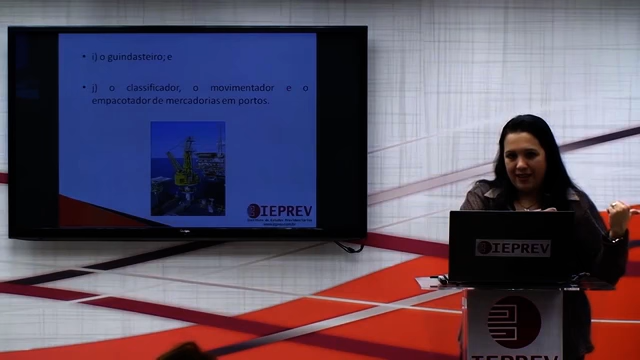 • i) o guindasteiro; e
• j) o classificador, o movimentador e o
empacotador de mercadorias em portos.
IEPREV
IEPREV
IEPREV